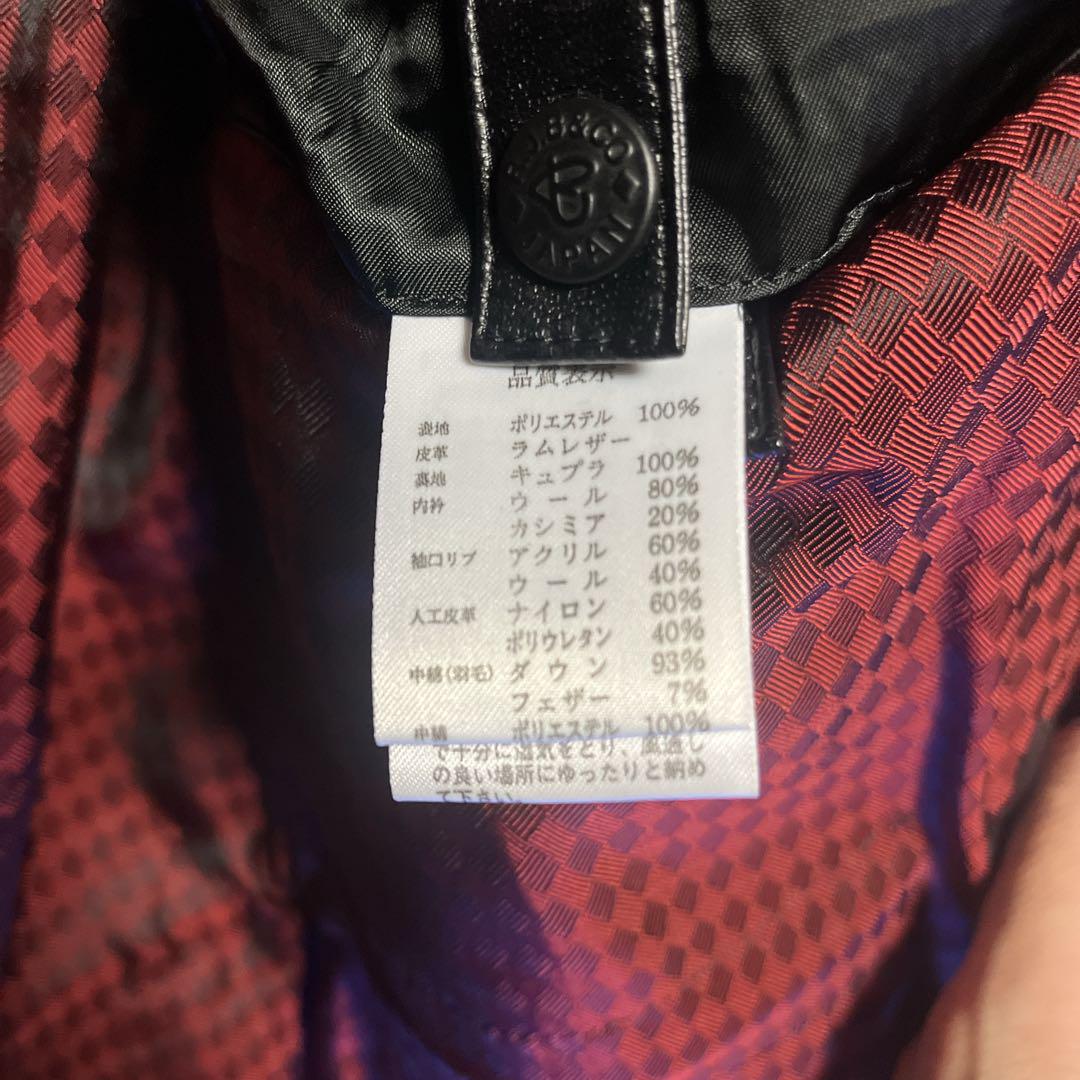 &CO
JAPAN
品質表示
表地 ポリエステル 100%
皮革 ラムレザー
裏地 キュプラ 100%
内衿 ウール 80%
カシミア 20%
袖口リブ アクリル 60%
ウール 40%
人工皮革 ナイロン 60%
ポリウレタン 40%
中綿(羽毛) ダウン 93%
フェザー 7%
中綿 ポリエステル 100%
で十分に湿気をとり、風通し
の良い場所にゆったりと納め
て下さい。